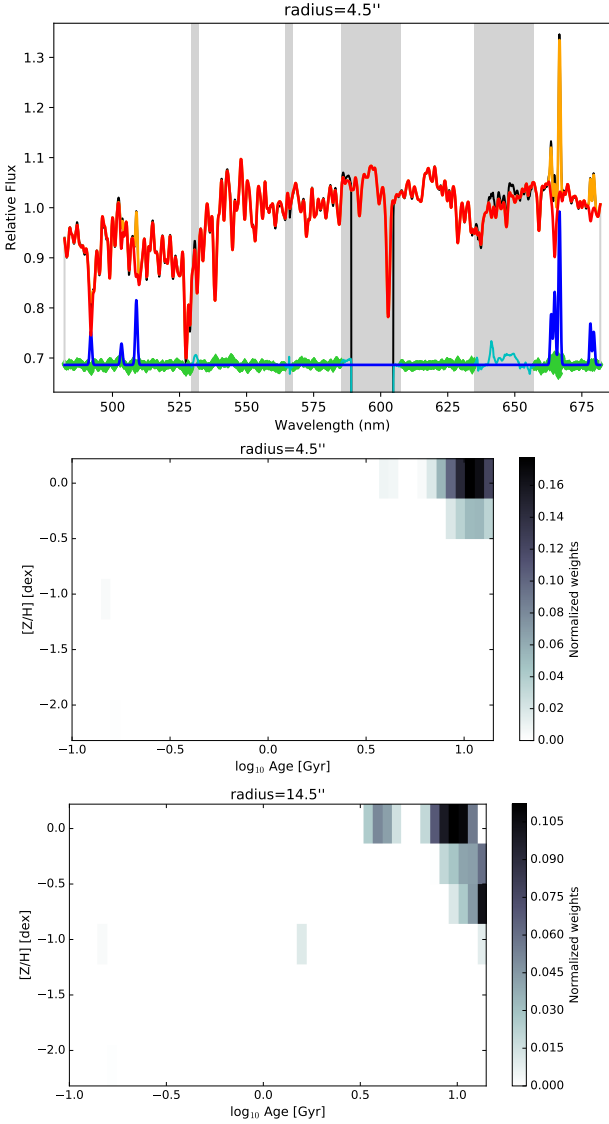 radius=4.5''
1.3
1.2
1.1
1.0
0.9
0.8
0.7
Relative Flux
500 525 550 575 600 625 650 675
Wavelength (nm)
radius=4.5''
0.0
−0.5
−1.0
−1.5
−2.0
[Z/H] [dex]
−1.0 −0.5 0.0 0.5 1.0
log₁₀ Age [Gyr]
0.16
0.14
0.12
0.10
0.08
0.06
0.04
0.02
0.00
Normalized weights
radius=14.5''
0.0
−0.5
−1.0
−1.5
−2.0
[Z/H] [dex]
−1.0 −0.5 0.0 0.5 1.0
log₁₀ Age [Gyr]
0.105
0.090
0.075
0.060
0.045
0.030
0.015
0.000
Normalized weights